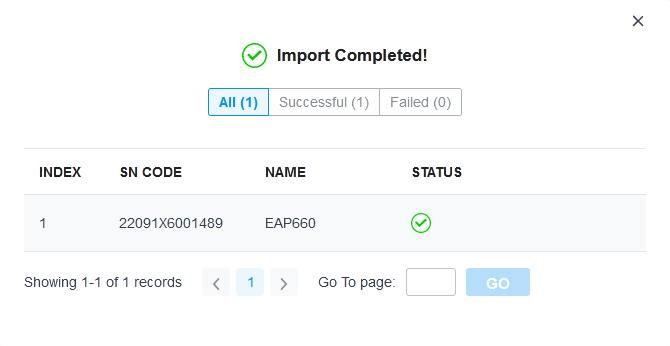 Import Completed!
All (1) Successful (1) Failed (0)
INDEX SN CODE NAME STATUS
1 22091X6001489 EAP660
Showing 1-1 of 1 records 1 Go To page: GO